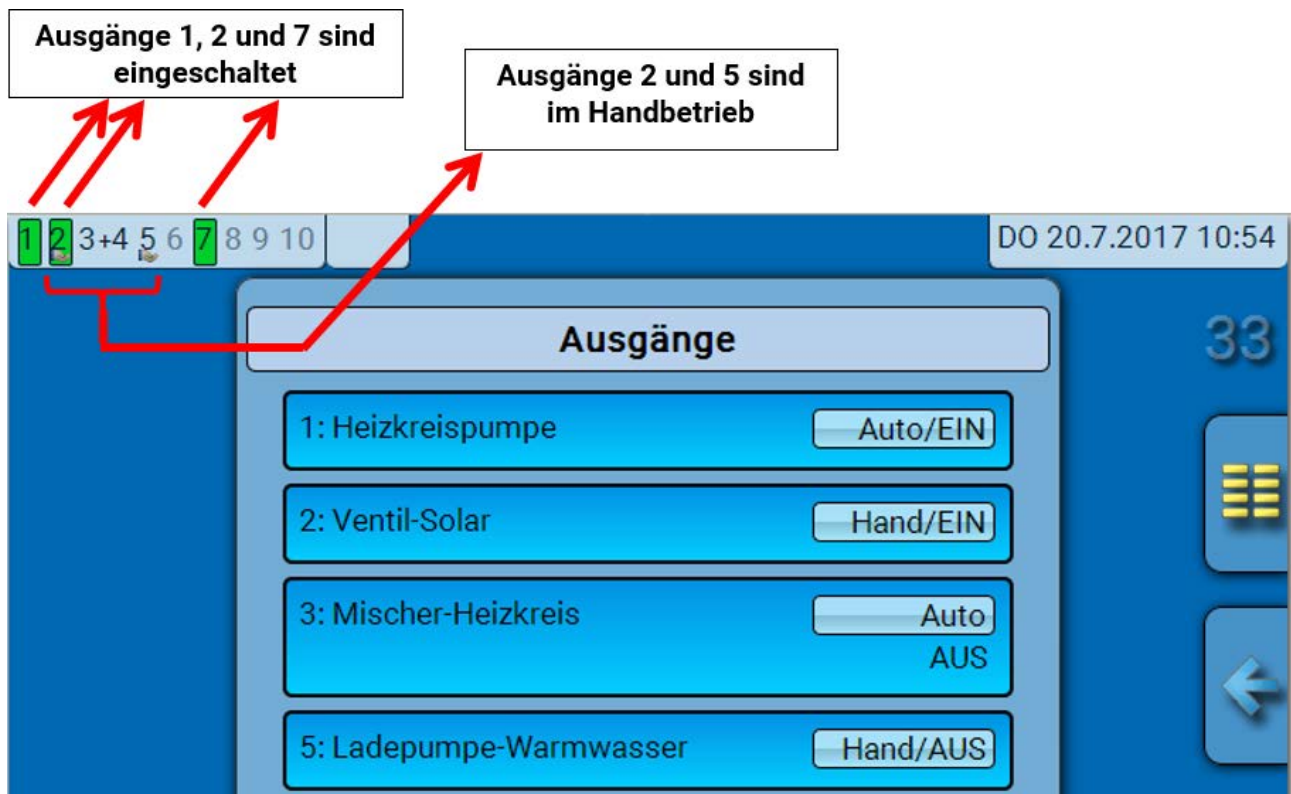 Ausgänge 1, 2 und 7 sind
eingeschaltet
Ausgänge 2 und 5 sind
im Handbetrieb
1 2 3+4 5 6 7 8 9 10
DO 20.7.2017 10:54
Ausgänge
33
1: Heizkreispumpe Auto/EIN
2: Ventil-Solar Hand/EIN
3: Mischer-Heizkreis Auto
AUS
5: Ladepumpe-Warmwasser Hand/AUS